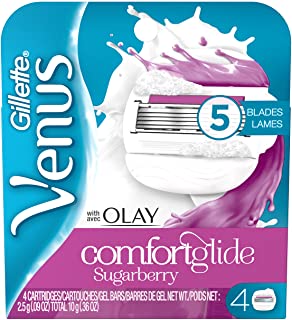 Gillette
Venus
5
BLADES
LAMES
with
avec
OLAY
comfortglide
Sugarberry
4 CARTRIDGES/CARTOUCHES/GEL BARS/BARRES DE GEL NET WT./POIDS NET :
2.5 g (.09 OZ) TOTAL 10 g (.36 OZ)
4